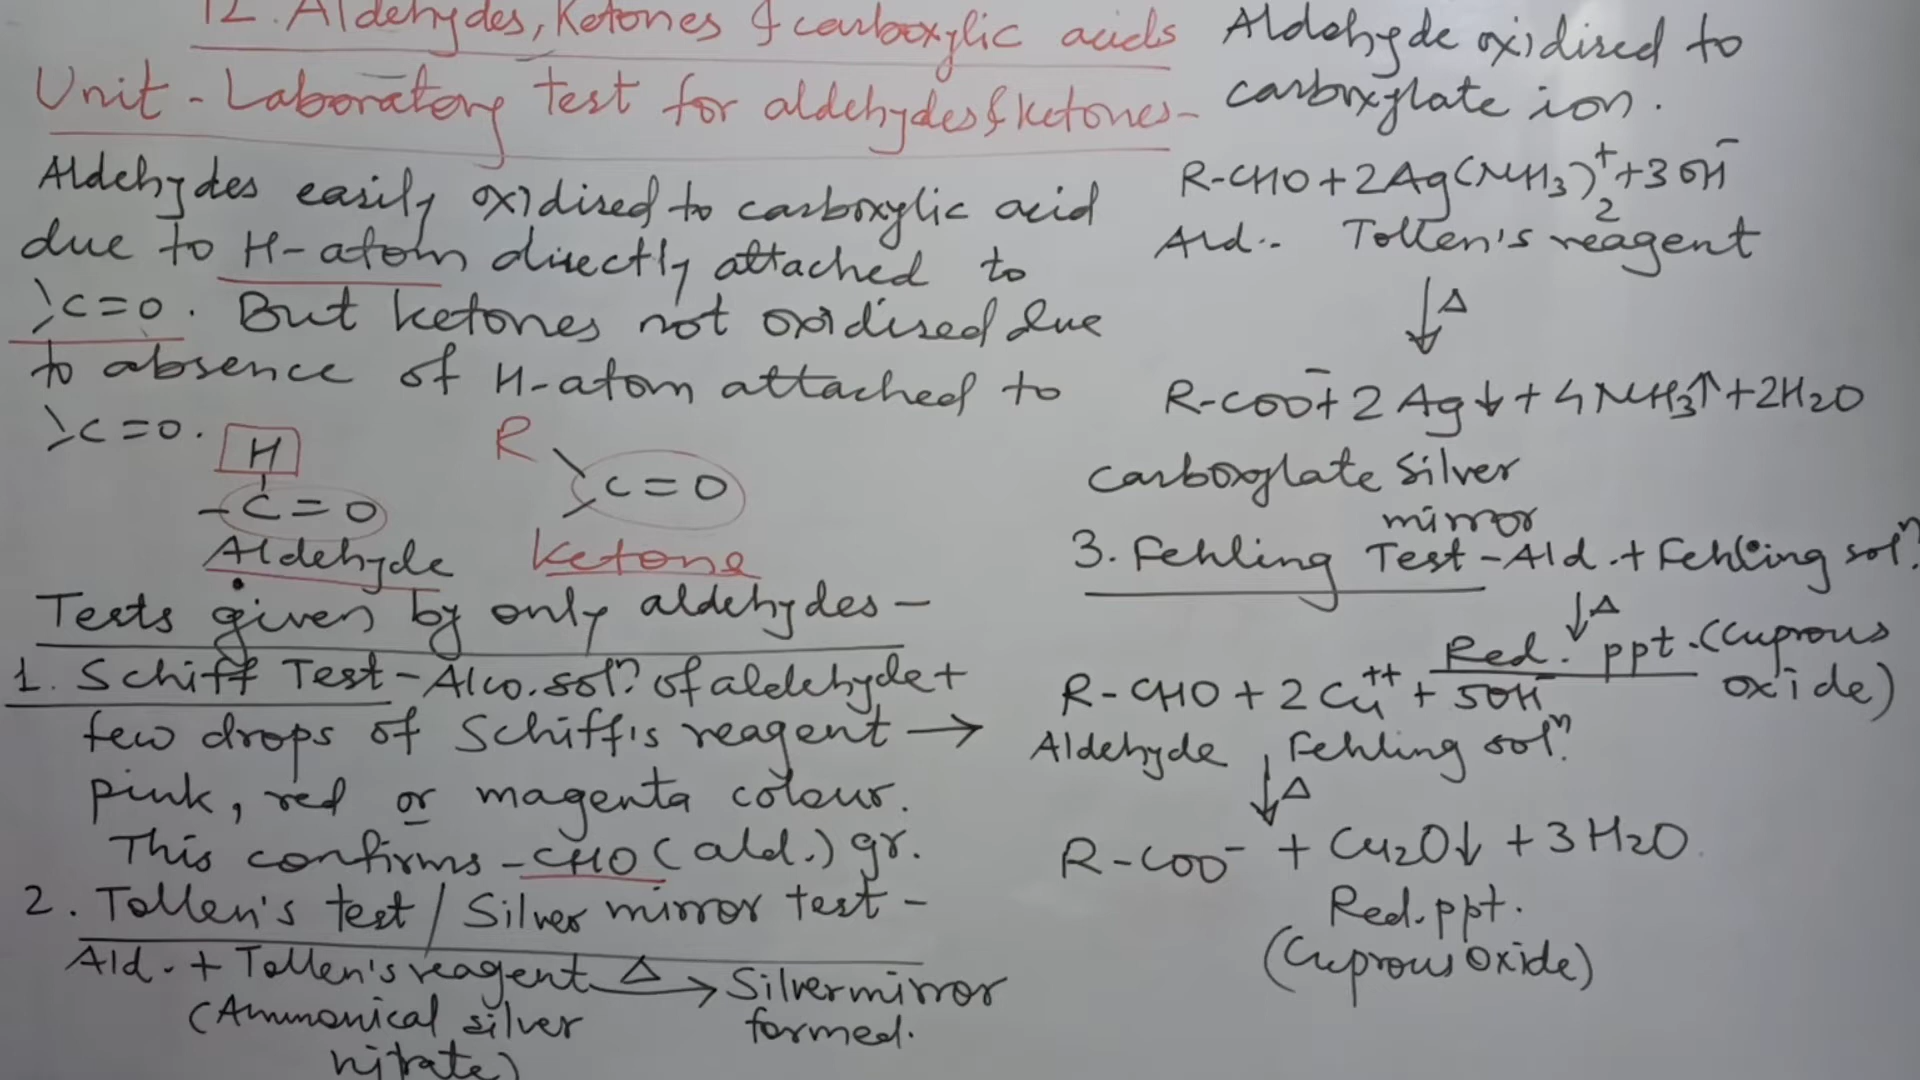 12. Aldehydes, Ketones & carboxylic acids
Unit - Laboratory test for aldehydes & ketones -
Aldehydes easily oxidised to carboxylic acid
due to H-atom directly attached to
>C=O. But ketones not oxidised due
to absence of H-atom attached to
>C=O.
H
-C=O
Aldehyde
R
>C=O
Ketone
Tests given by only aldehydes -
1. Schiff Test - Alco. solⁿ. of aldehyde +
few drops of Schiff's reagent →
pink, red or magenta colour.
This confirms -CHO (ald.) gr.
2. Tollen's test / Silver mirror test -
Ald. + Tollen's reagent Δ→ Silver mirror
(Ammonical silver formed.
nitrate)
Aldehyde oxidised to
carboxylate ion.
R-CHO + 2Ag(NH3)2⁺ + 3OH⁻
Ald.- Tollen's reagent
↓Δ
R-COO⁻ + 2Ag↓ + 4NH3↑ + 2H2O
carboxylate Silver
mirror
3. Fehling Test - Ald. + Fehling solⁿ.
↓Δ
Red. ppt. (Cuprous
oxide)
R-CHO + 2Cu⁺⁺ + 5OH⁻
Aldehyde Fehling solⁿ.
↓Δ
R-COO⁻ + Cu2O↓ + 3H2O
Red. ppt.
(Cuprous Oxide)